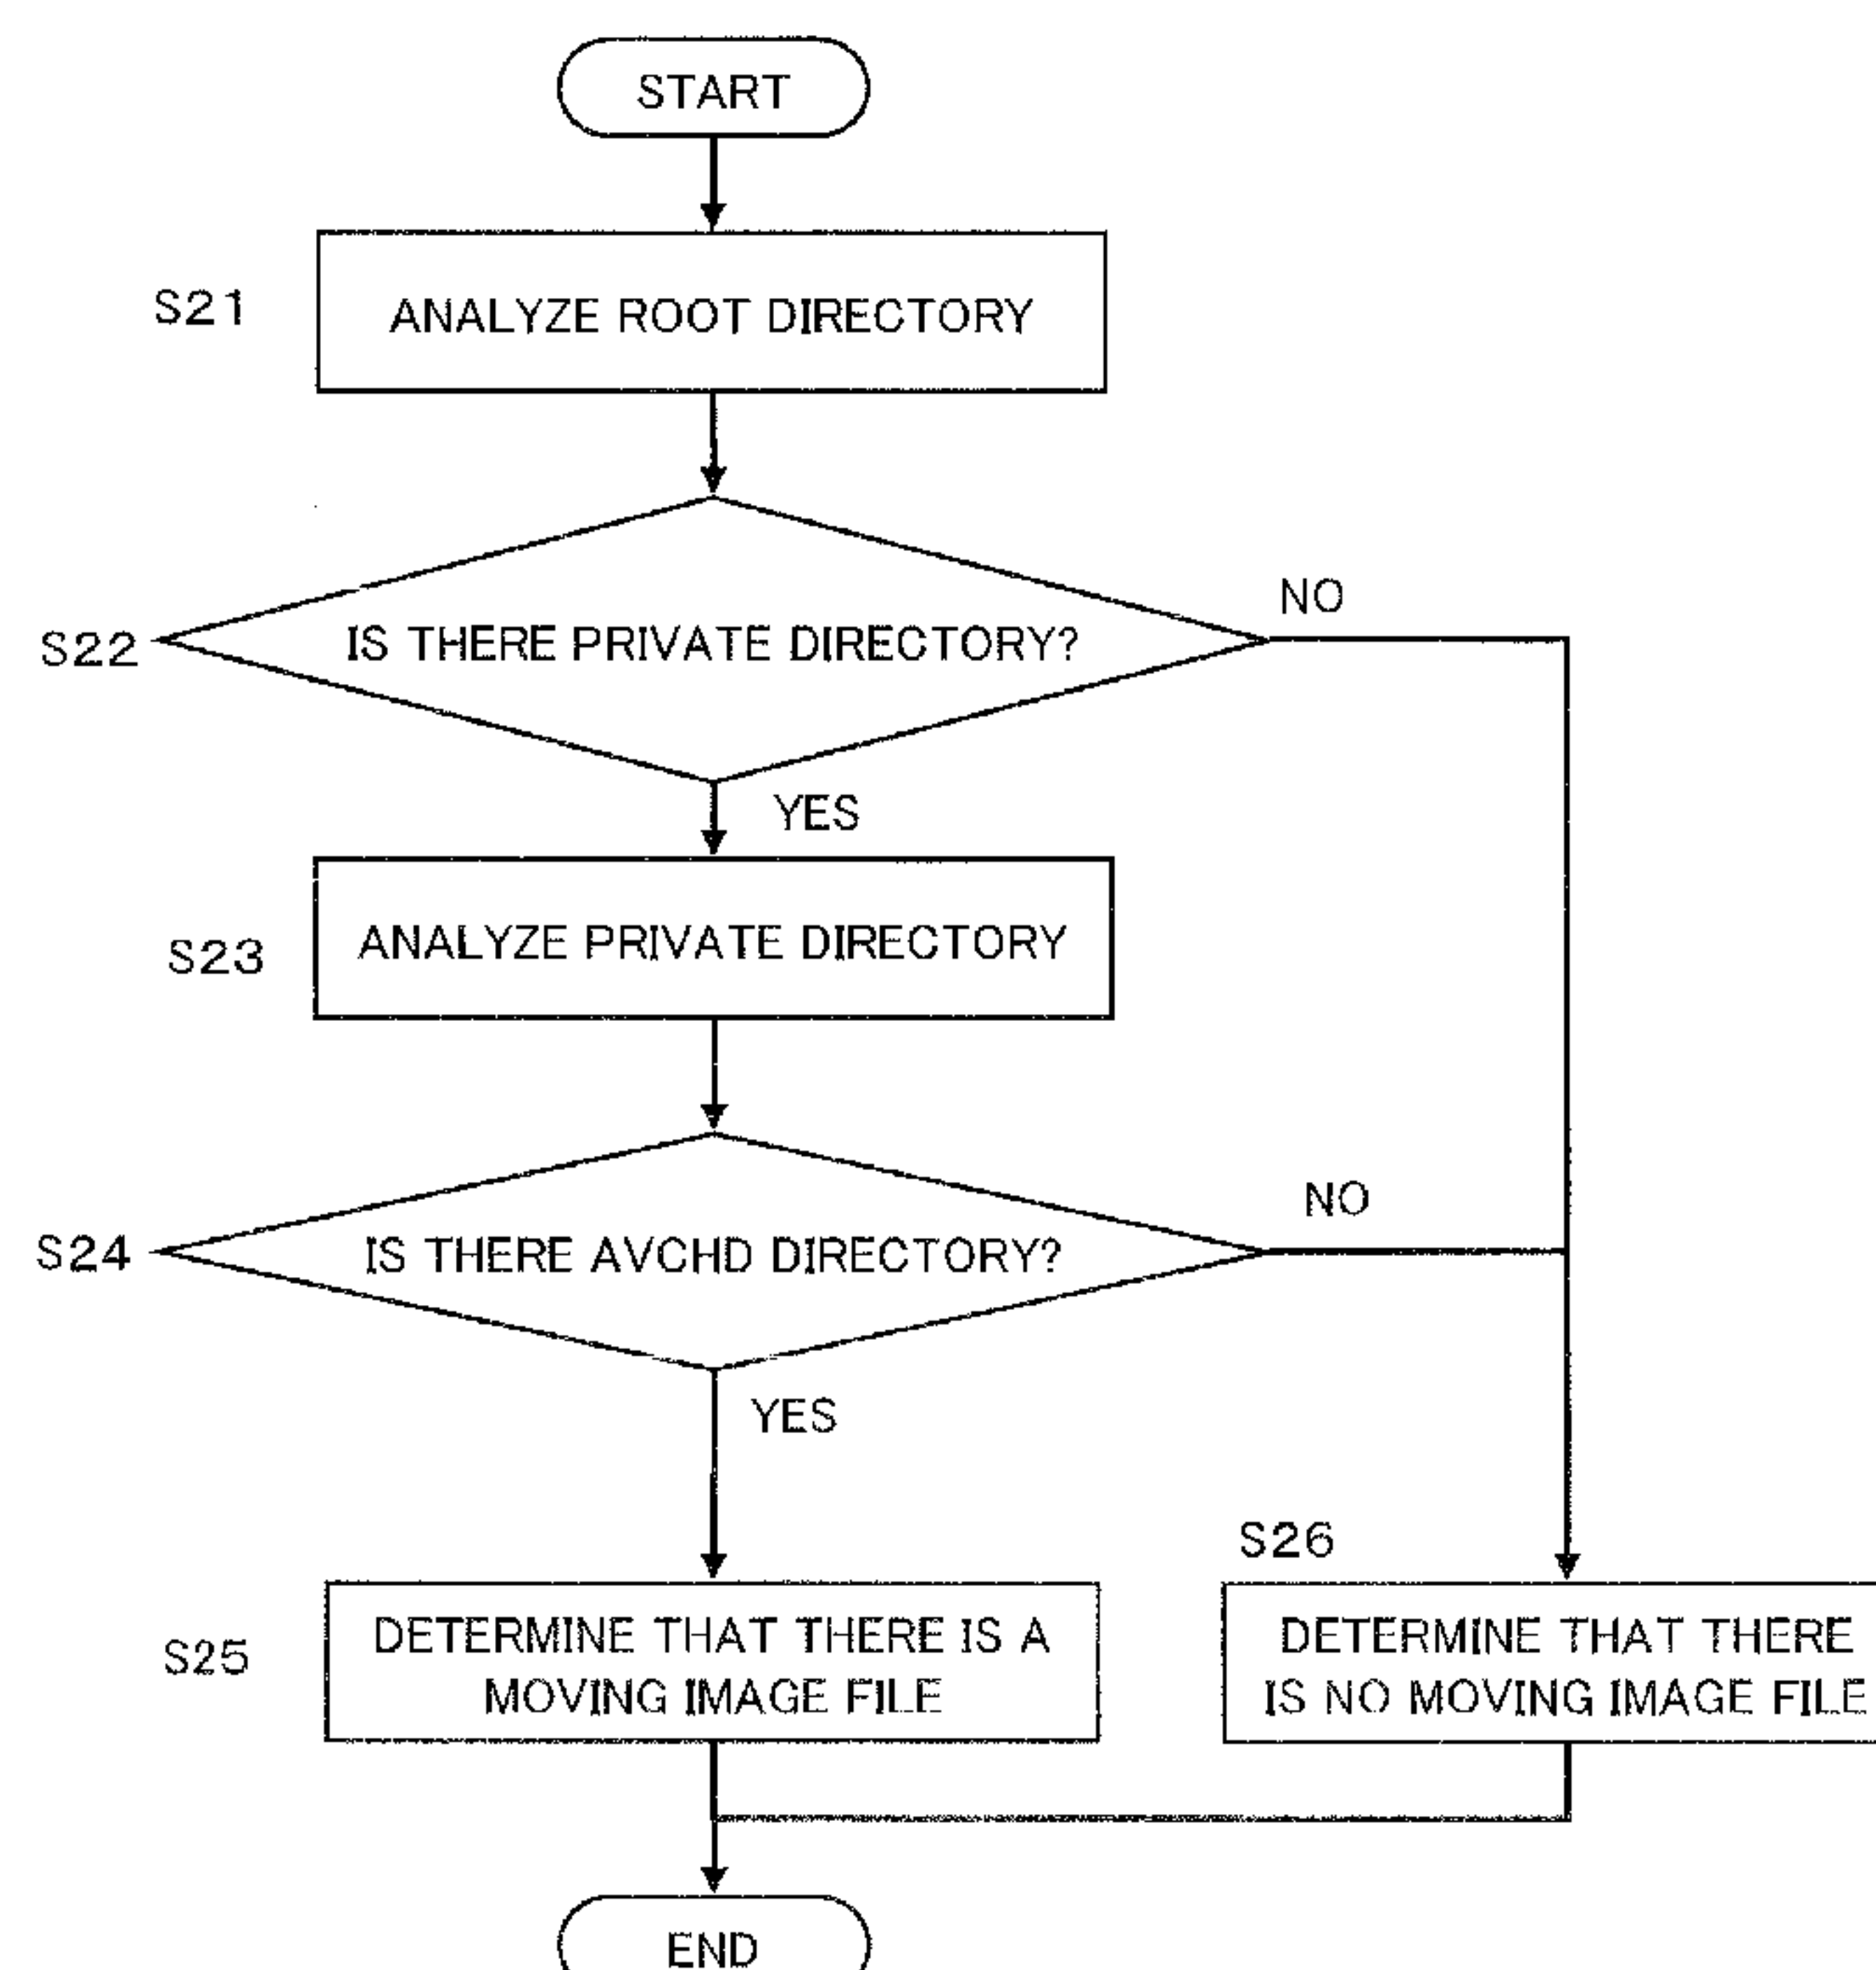 START
S21
ANALYZE ROOT DIRECTORY
NO
S22
IS THERE PRIVATE DIRECTORY?
YES
S23
ANALYZE PRIVATE DIRECTORY
NO
S24
IS THERE AVCHD DIRECTORY?
YES
S26
S25
DETERMINE THAT THERE IS A
MOVING IMAGE FILE
DETERMINE THAT THERE
IS NO MOVING IMAGE FILE
END